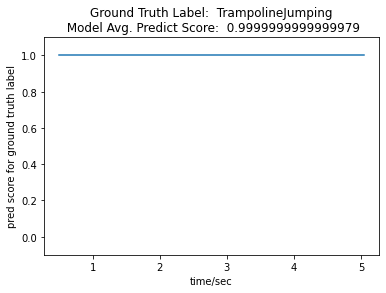 Ground Truth Label:  TrampolineJumping
Model Avg. Predict Score:  0.9999999999999979
1.0
0.8
0.6
0.4
0.2
0.0
pred score for ground truth label
1 2 3 4 5
time/sec